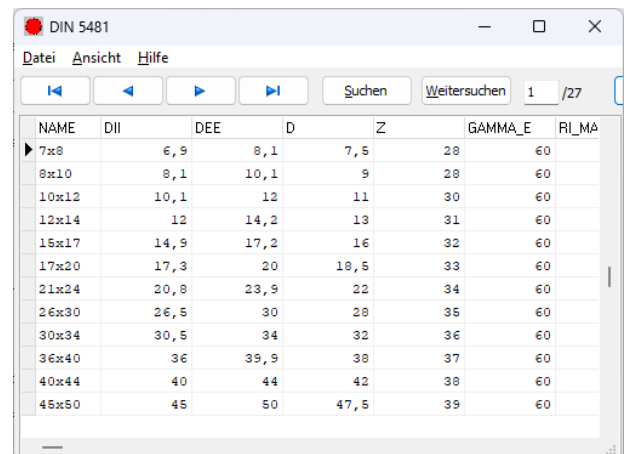 DIN 5481
Datei Ansicht Hilfe
Suchen Weitersuchen 1 /27
NAME DII DEE D Z GAMMA_E RI_MA
7x8 6,9 8,1 7,5 28 60
8x10 8,1 10,1 9 28 60
10x12 10,1 12 11 30 60
12x14 12 14,2 13 31 60
15x17 14,9 17,2 16 32 60
17x20 17,3 20 18,5 33 60
21x24 20,8 23,9 22 34 60
26x30 26,5 30 28 35 60
30x34 30,5 34 32 36 60
36x40 36 39,9 38 37 60
40x44 40 44 42 38 60
45x50 45 50 47,5 39 60